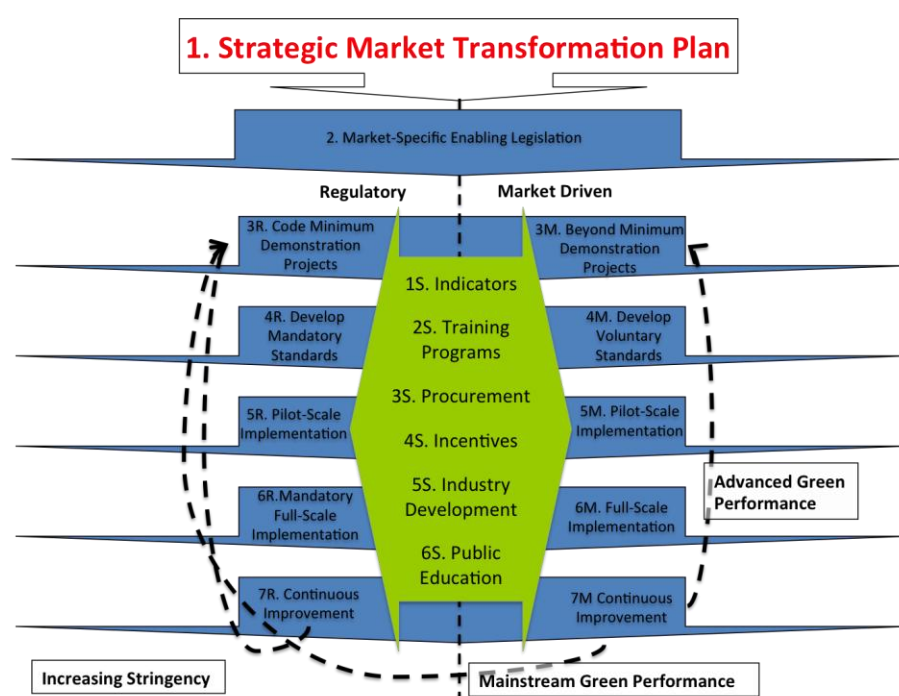 1. Strategic Market Transformation Plan
2. Market-Specific Enabling Legislation
Regulatory
Market Driven
3R. Code Minimum
Demonstration
Projects
3M. Beyond Minimum
Demonstration
Projects
1S. Indicators
2S. Training
Programs
3S. Procurement
4S. Incentives
5S. Industry
Development
6S. Public
Education
4R. Develop
Mandatory
Standards
4M. Develop
Voluntary
Standards
5R. Pilot-Scale
Implementation
5M. Pilot-Scale
Implementation
6R.Mandatory
Full-Scale
Implementation
6M. Full-Scale
Implementation
Advanced Green
Performance
7R. Continuous
Improvement
7M Continuous
Improvement
Increasing Stringency
Mainstream Green Performance